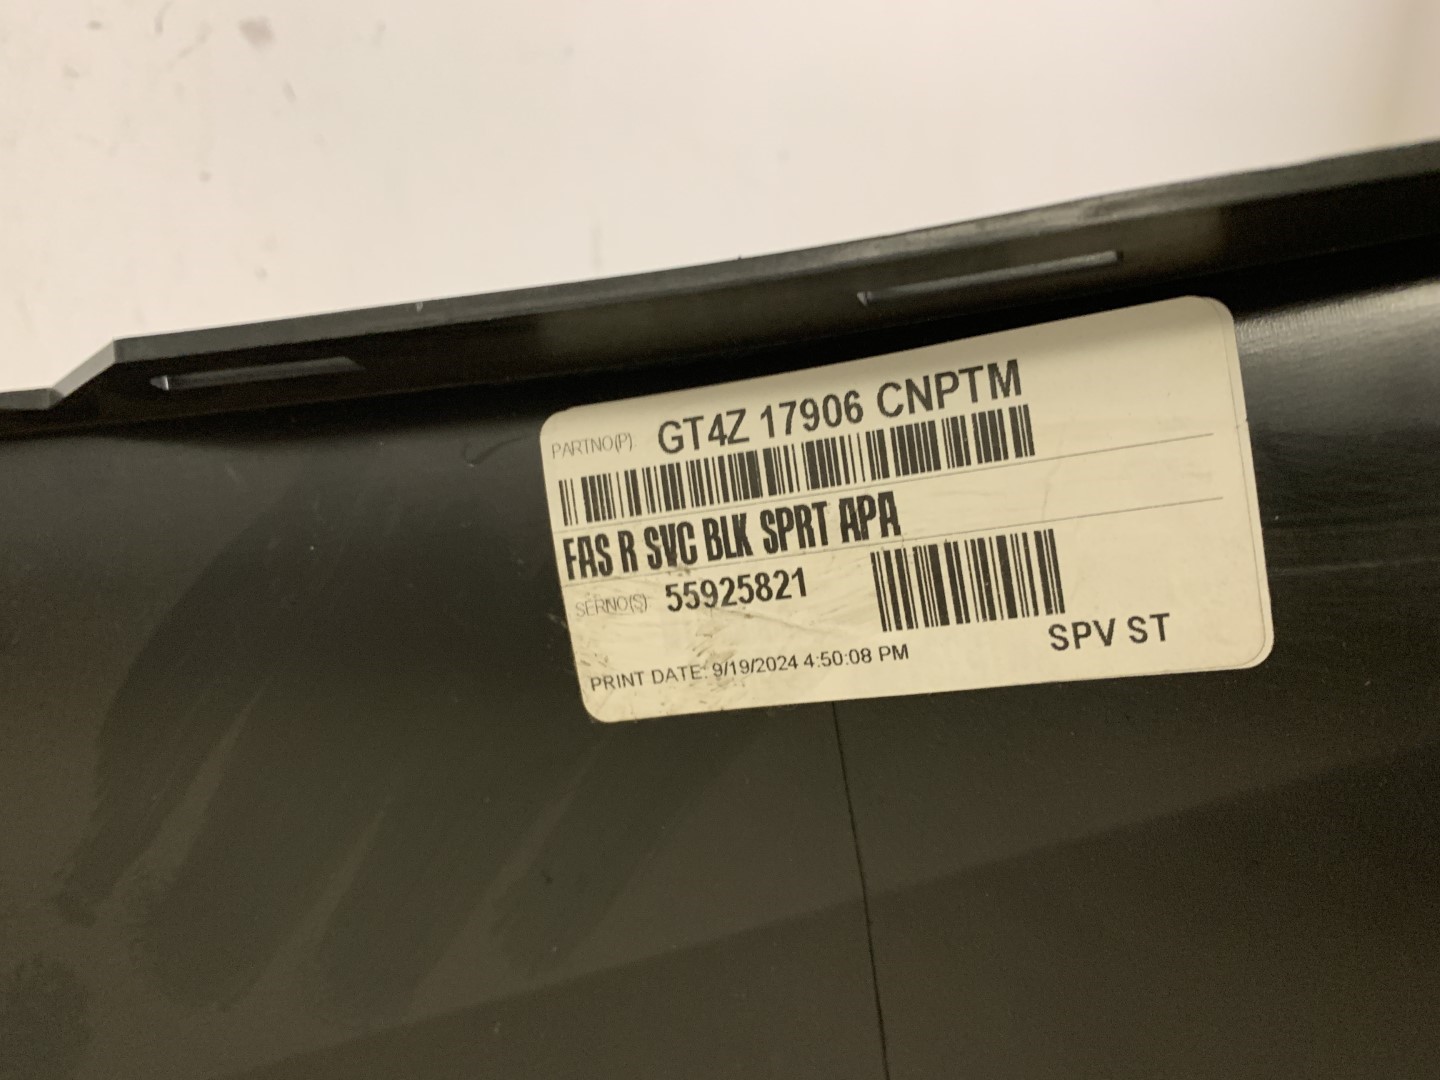 PARTNO(P) GT4Z 17906 CNPTM
FAS R SVC BLK SPRT APA
SERNO(S) 55925821
SPV ST
PRINT DATE: 9/19/2024 4:50:08 PM